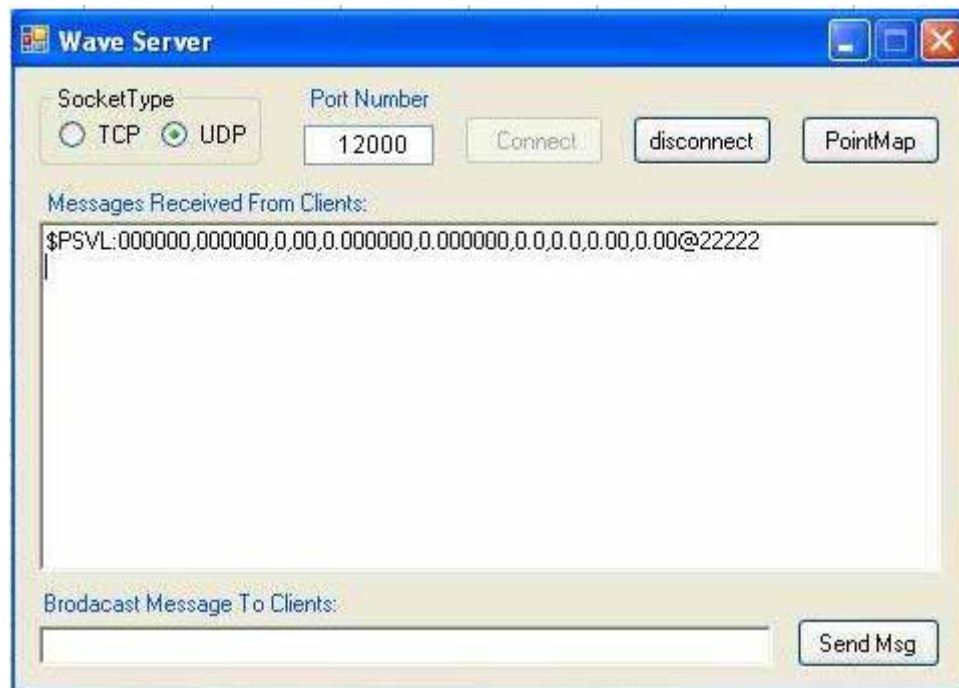 Wave Server
SocketType
Port Number
TCP UDP
12000
Connect
disconnect
PointMap
Messages Received From Clients:
$PSVL:000000,000000,0,00,0.000000,0.000000,0.0,0.0,0.00,0.00@22222
Brodacast Message To Clients:
Send Msg